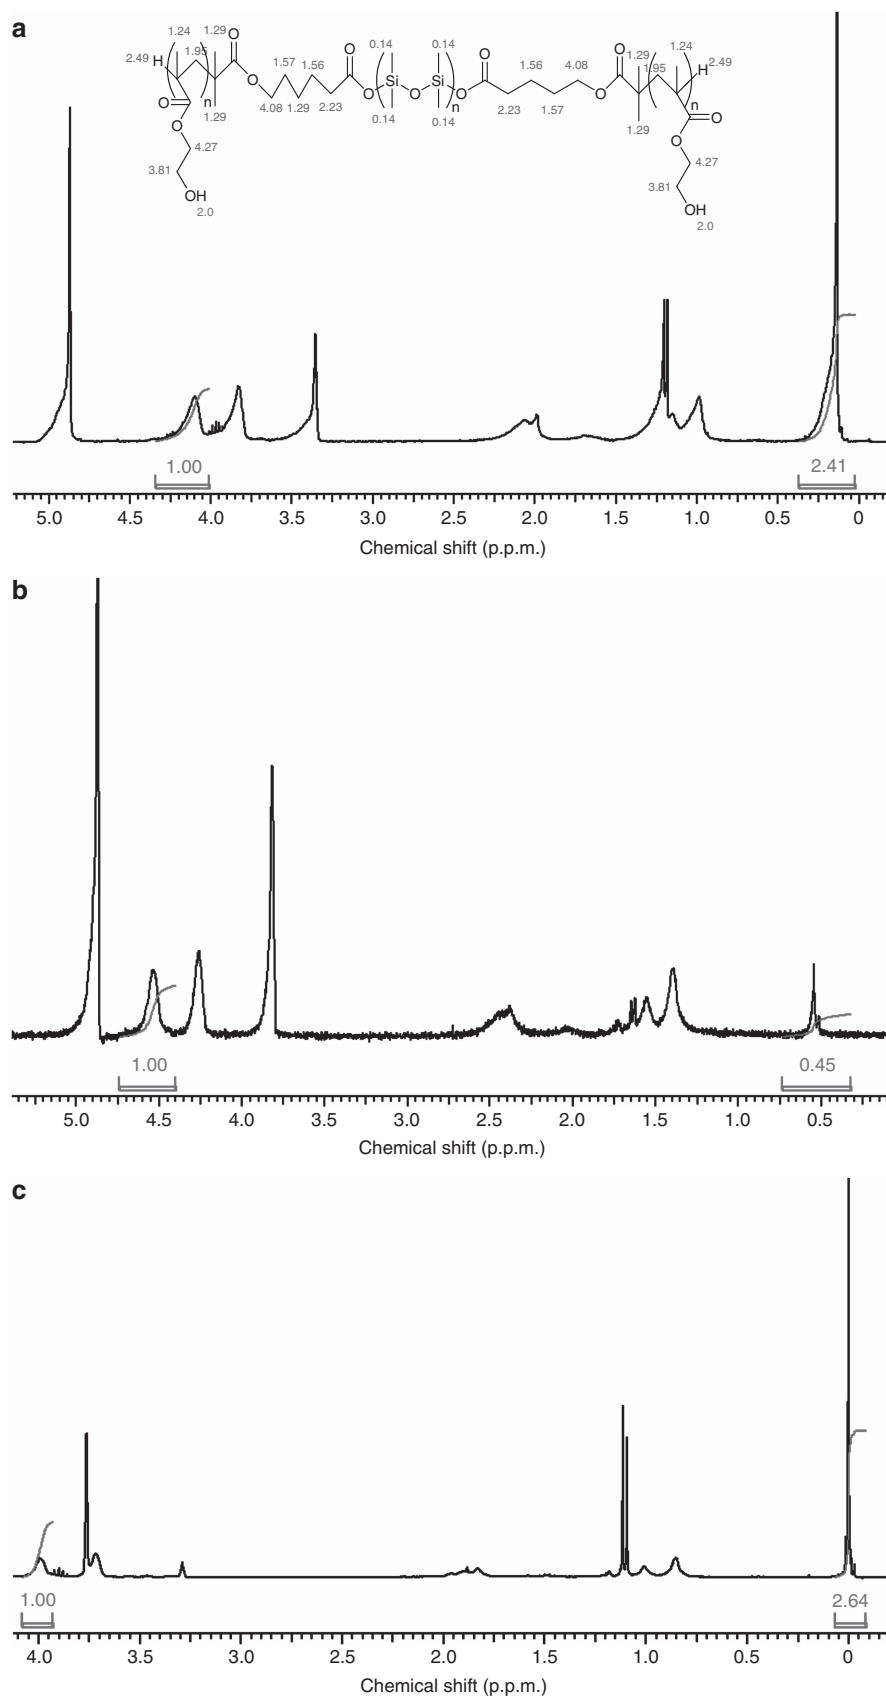 a
1.24 1.29 O O 0.14 0.14 O 1.56 4.08 O 1.29 1.24
2.49 H 1.95 1.57 1.56 Si Si 1.95 H 2.49
n O O O O n O n
1.29 4.08 1.29 2.23 0.14 0.14 2.23 1.57 1.29
O O O O
4.27 4.27
3.81 3.81
OH OH
2.0 2.0
1.00 2.41
5.0 4.5 4.0 3.5 3.0 2.5 2.0 1.5 1.0 0.5 0
Chemical shift (p.p.m.)
b
1.00 0.45
5.0 4.5 4.0 3.5 3.0 2.5 2.0 1.5 1.0 0.5
Chemical shift (p.p.m.)
c
1.00 2.64
4.0 3.5 3.0 2.5 2.0 1.5 1.0 0.5 0
Chemical shift (p.p.m.)